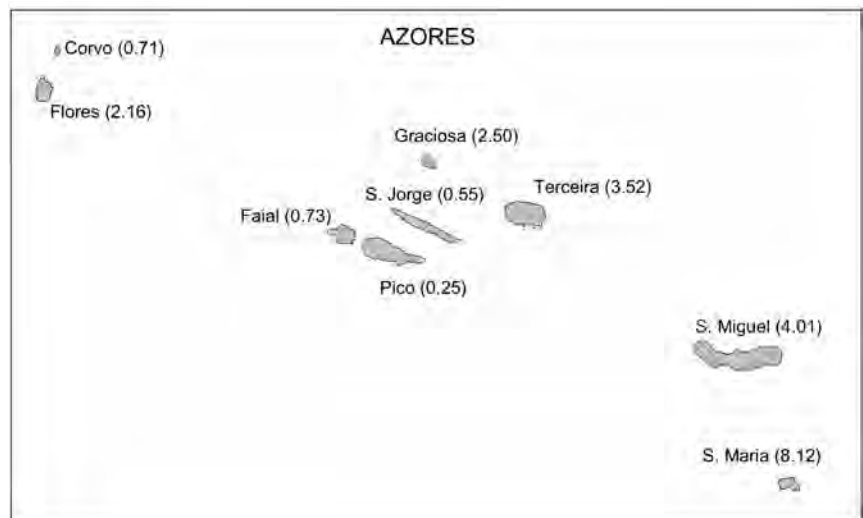 AZORES
Corvo (0.71)
Flores (2.16)
Graciosa (2.50)
S. Jorge (0.55)
Terceira (3.52)
Faial (0.73)
Pico (0.25)
S. Miguel (4.01)
S. Maria (8.12)